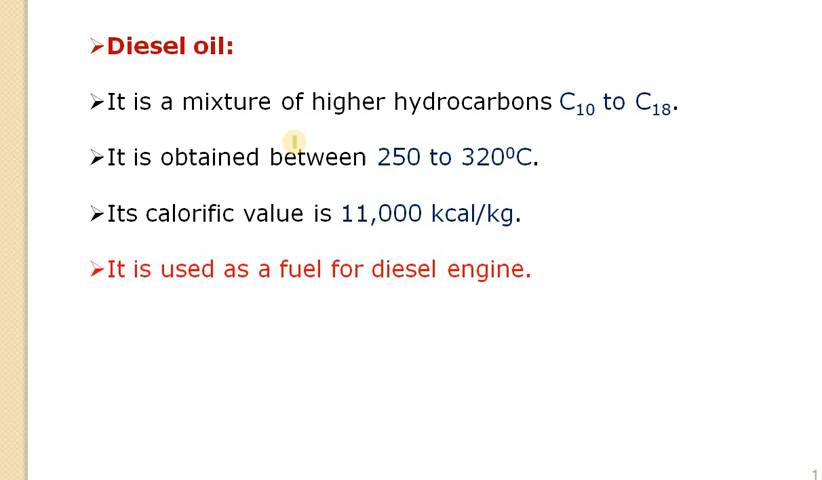 ➢Diesel oil:
➢It is a mixture of higher hydrocarbons C₁₀ to C₁₈.
➢It is obtained between 250 to 320⁰C.
➢Its calorific value is 11,000 kcal/kg.
➢It is used as a fuel for diesel engine.
1